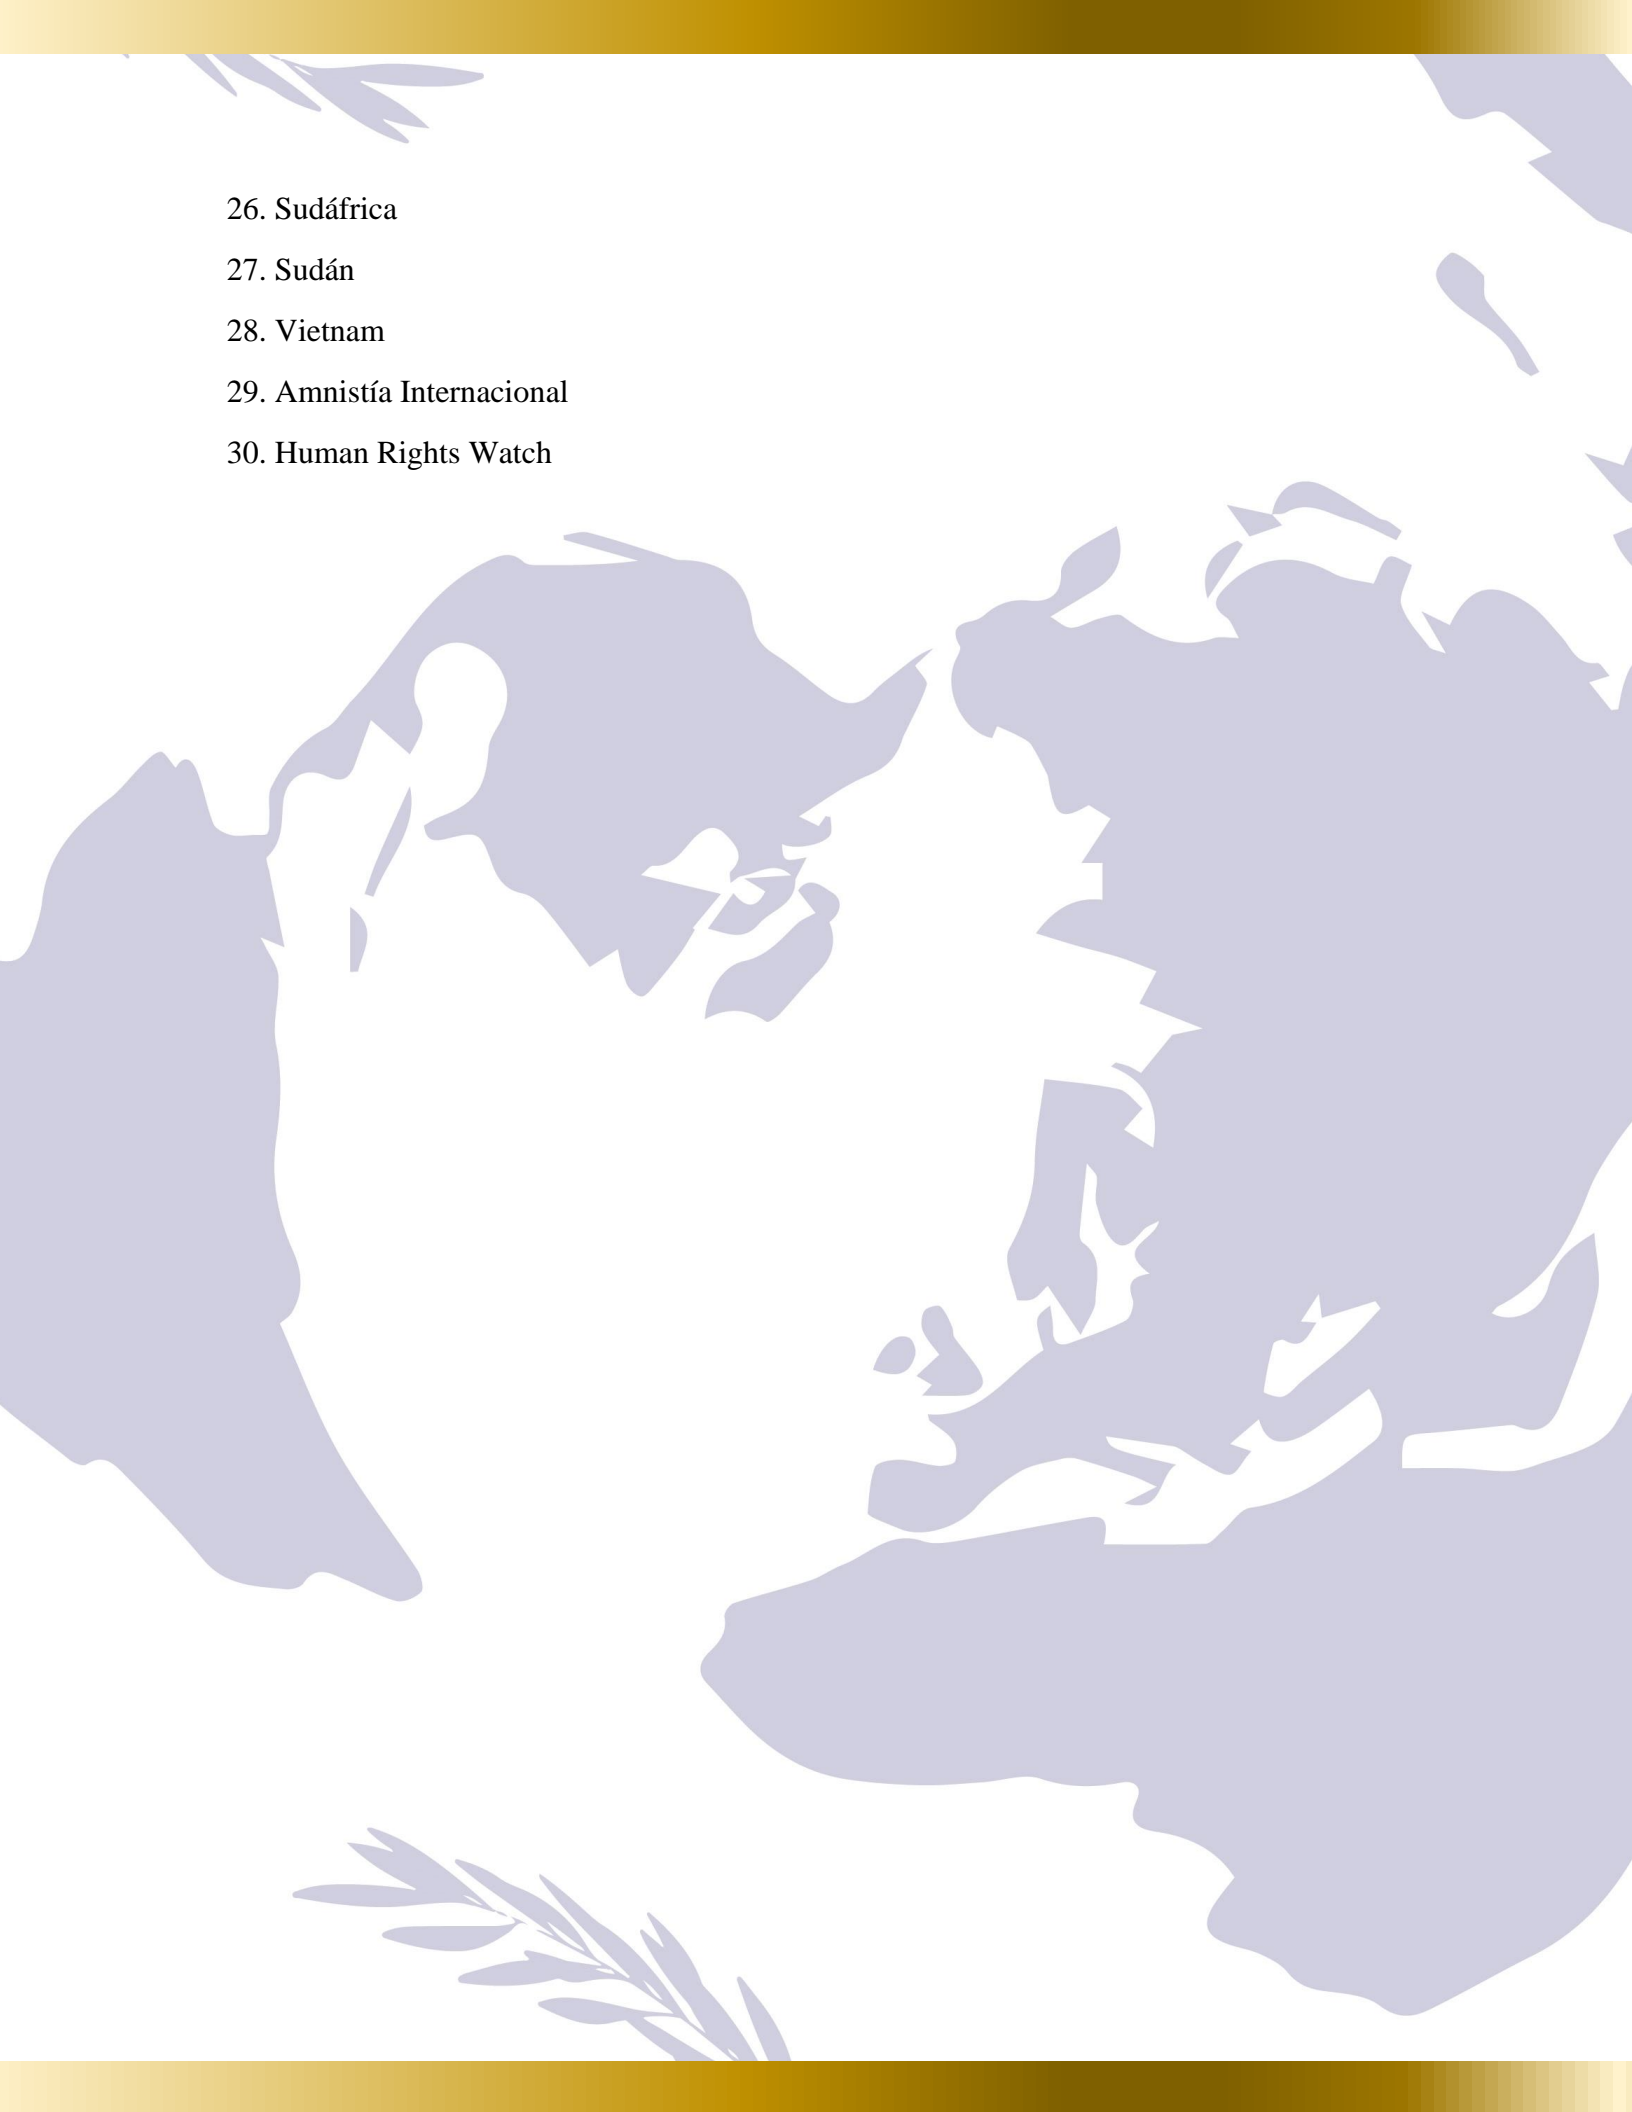 26. Sudáfrica
27. Sudán
28. Vietnam
29. Amnistía Internacional
30. Human Rights Watch